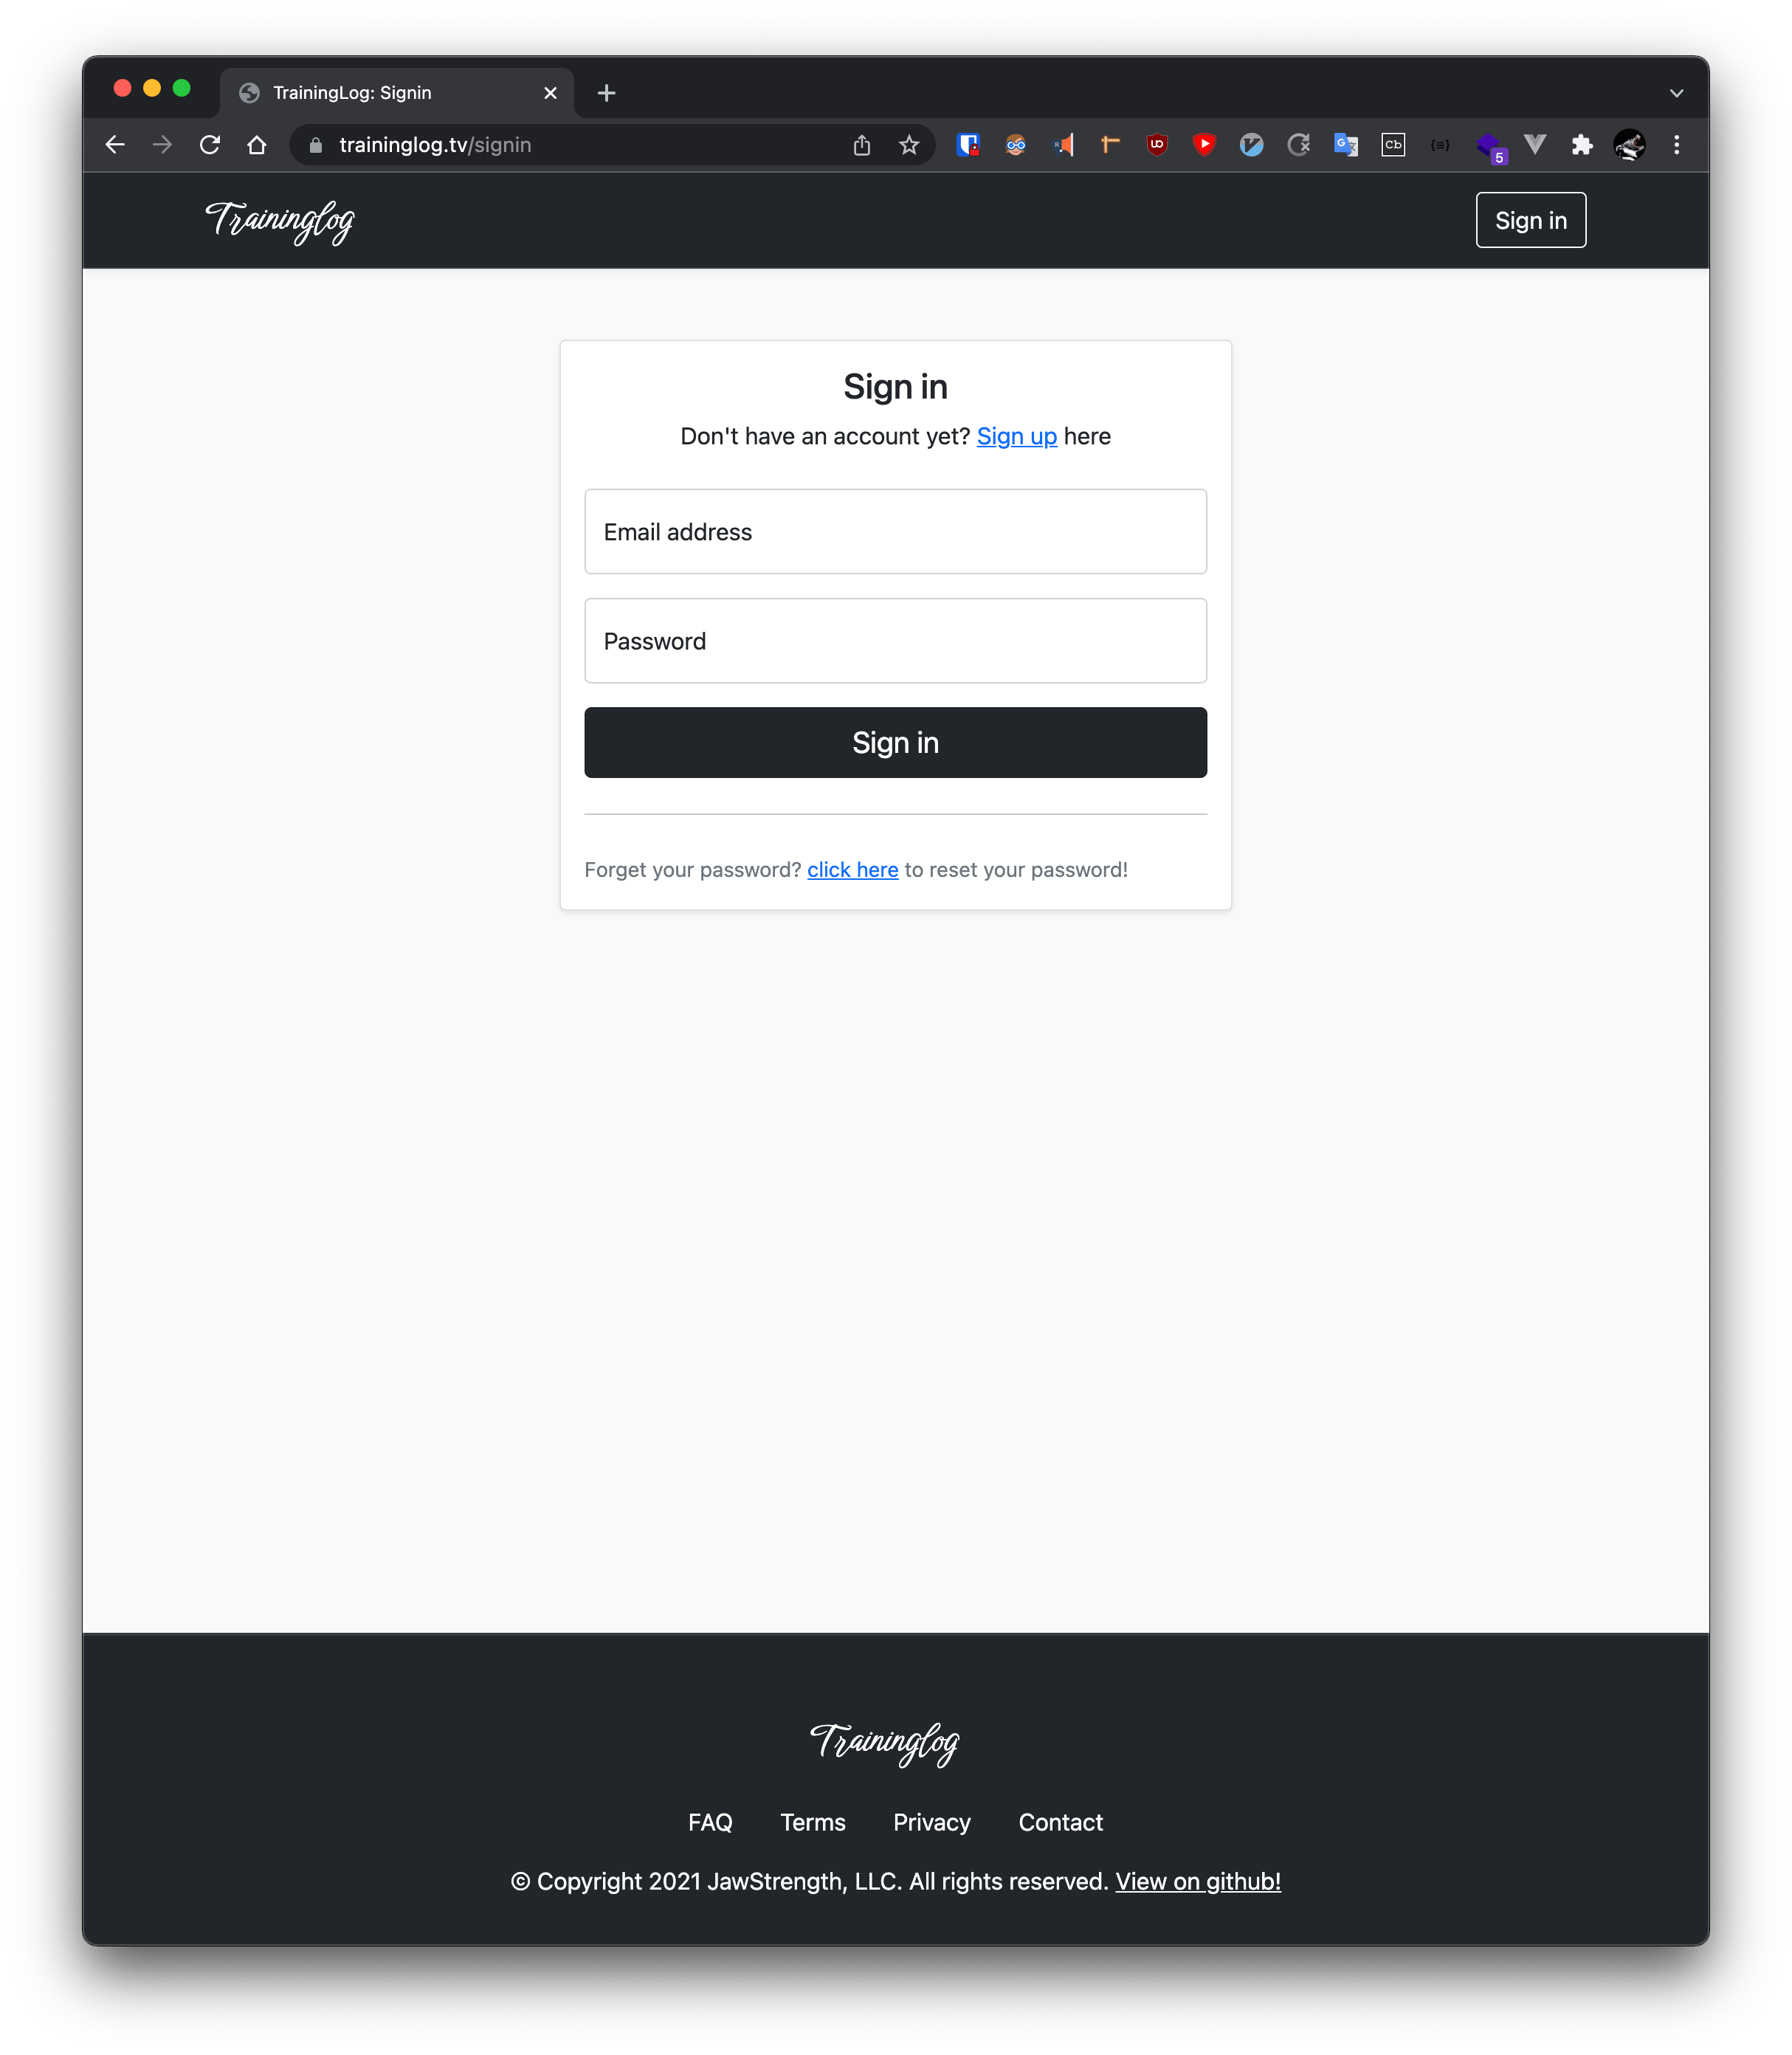 TrainingLog: Signin
traininglog.tv/signin
5
Traininglog
Sign in
Sign in
Don't have an account yet? Sign up here
Email address
Password
Sign in
Forget your password? click here to reset your password!
Traininglog
FAQ Terms Privacy Contact
© Copyright 2021 JawStrength, LLC. All rights reserved. View on github!